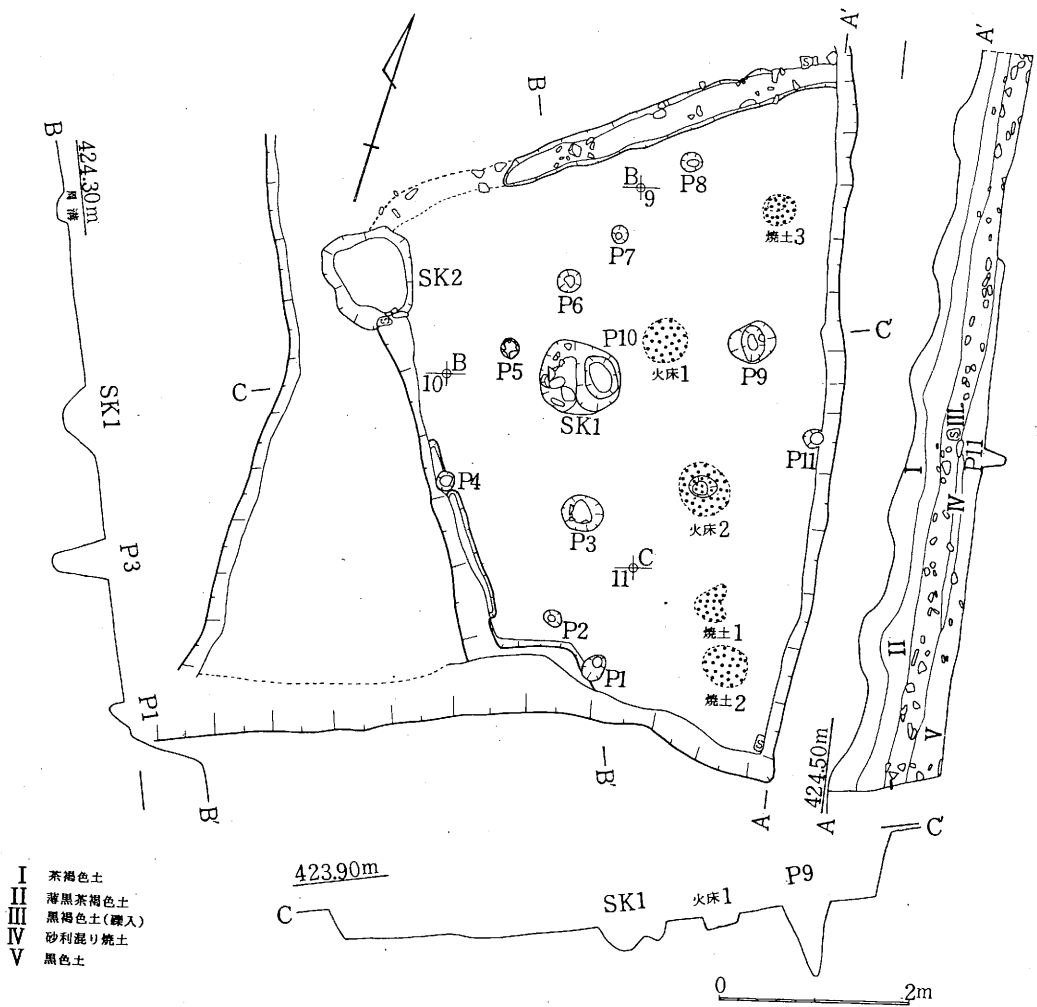 A'
A'
B
B
424.30m
周溝
P8
B
9
焼土3
P7
SK2
P6
P10
C'
B
10
P5
火床1
P9
C
SK1
SK1
P11
III
P11
I
P4
IV
火床2
P3
P3
C
11
P2
焼土1
II
P1
P1
焼土2
V
424.50m
B'
B'
A
A
C'
423.90m
P9
SK1
火床1
C
I 茶褐色土
II 薄黒茶褐色土
III 黒褐色土(礫入)
IV 砂利混り焼土
V 黒色土
0 2m